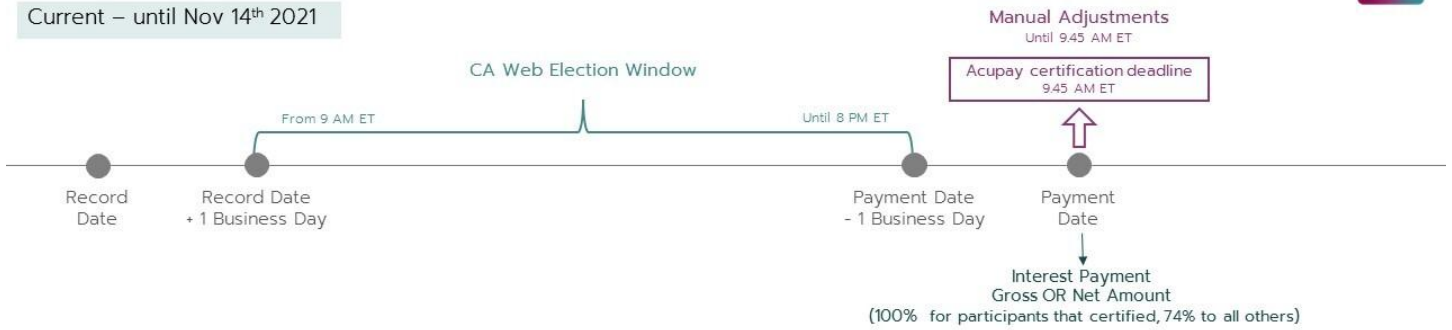 Current – until Nov 14th 2021
Manual Adjustments
Until 9.45 AM ET
CA Web Election Window
Acupay certification deadline
9.45 AM ET
From 9 AM ET
Until 8 PM ET
Record
Date
Record Date
+ 1 Business Day
Payment Date
- 1 Business Day
Payment
Date
Interest Payment
Gross OR Net Amount
(100% for participants that certified, 74% to all others)